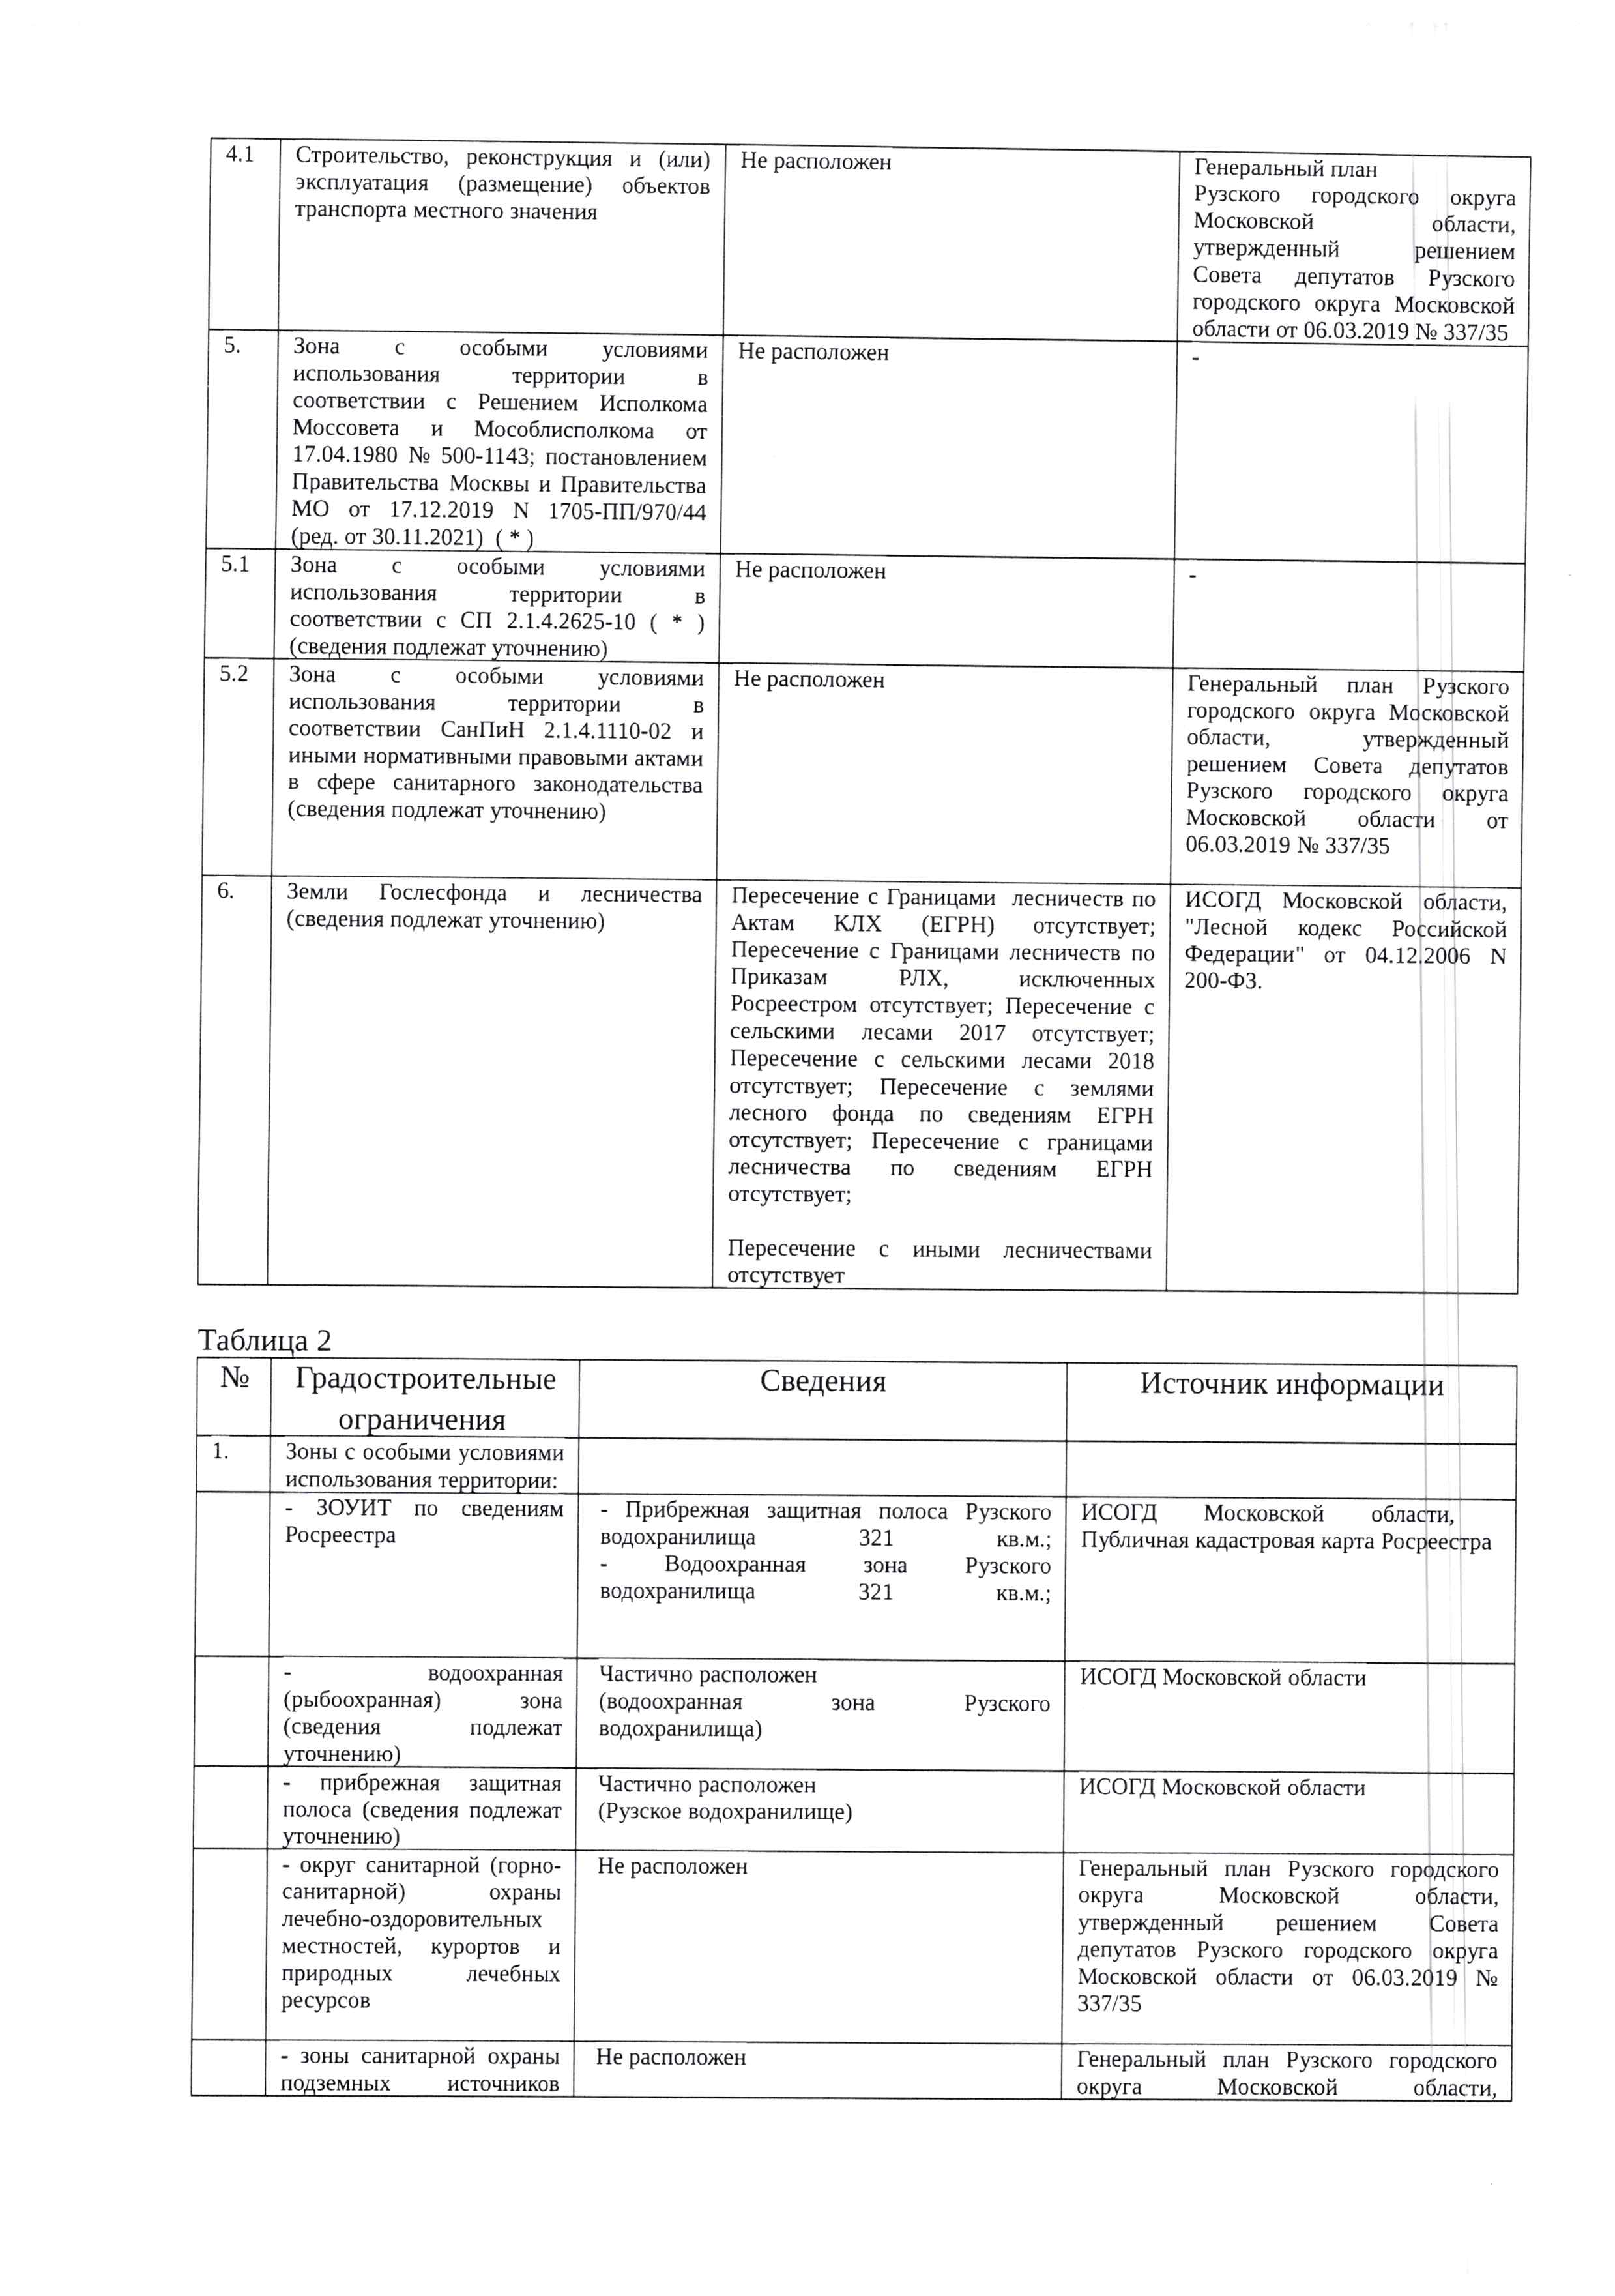 4.1
Строительство, реконструкция и (или)
эксплуатация (размещение) объектов
транспорта местного значения
Не расположен
Генеральный план
Рузского городского округа
Московской области,
утвержденный решением
Совета депутатов Рузского
городского округа Московской
области от 06.03.2019 № 337/35
5.
Зона с особыми условиями
использования территории в
соответствии с Решением Исполкома
Моссовета и Мособлисполкома от
17.04.1980 № 500-1143; постановлением
Правительства Москвы и Правительства
МО от 17.12.2019 N 1705-ПП/970/44
(ред. от 30.11.2021) ( * )
Не расположен
-
5.1
Зона с особыми условиями
использования территории в
соответствии с СП 2.1.4.2625-10 ( * )
(сведения подлежат уточнению)
Не расположен
-
5.2
Зона с особыми условиями
использования территории в
соответствии СанПиН 2.1.4.1110-02 и
иными нормативными правовыми актами
в сфере санитарного законодательства
(сведения подлежат уточнению)
Не расположен
Генеральный план Рузского
городского округа Московской
области, утвержденный
решением Совета депутатов
Рузского городского округа
Московской области от
06.03.2019 № 337/35
6.
Земли Гослесфонда и лесничества
(сведения подлежат уточнению)
Пересечение с Границами лесничеств по
Актам КЛХ (ЕГРН) отсутствует;
Пересечение с Границами лесничеств по
Приказам РЛХ, исключенных
Росреестром отсутствует; Пересечение с
сельскими лесами 2017 отсутствует;
Пересечение с сельскими лесами 2018
отсутствует; Пересечение с землями
лесного фонда по сведениям ЕГРН
отсутствует; Пересечение с границами
лесничества по сведениям ЕГРН
отсутствует;
Пересечение с иными лесничествами
отсутствует
ИСОГД Московской области,
"Лесной кодекс Российской
Федерации" от 04.12.2006 N
200-ФЗ.
Таблица 2
№
Градостроительные
ограничения
Сведения
Источник информации
1.
Зоны с особыми условиями
использования территории:
- ЗОУИТ по сведениям
Росреестра
- Прибрежная защитная полоса Рузского
водохранилища 321 кв.м.;
- Водоохранная зона Рузского
водохранилища 321 кв.м.;
ИСОГД Московской области,
Публичная кадастровая карта Росреестра
- водоохранная
(рыбоохранная) зона
(сведения подлежат
уточнению)
Частично расположен
(водоохранная зона Рузского
водохранилища)
ИСОГД Московской области
- прибрежная защитная
полоса (сведения подлежат
уточнению)
Частично расположен
(Рузское водохранилище)
ИСОГД Московской области
- округ санитарной (горно-
санитарной) охраны
лечебно-оздоровительных
местностей, курортов и
природных лечебных
ресурсов
Не расположен
Генеральный план Рузского городского
округа Московской области,
утвержденный решением Совета
депутатов Рузского городского округа
Московской области от 06.03.2019 №
337/35
- зоны санитарной охраны
подземных источников
Не расположен
Генеральный план Рузского городского
округа Московской области,